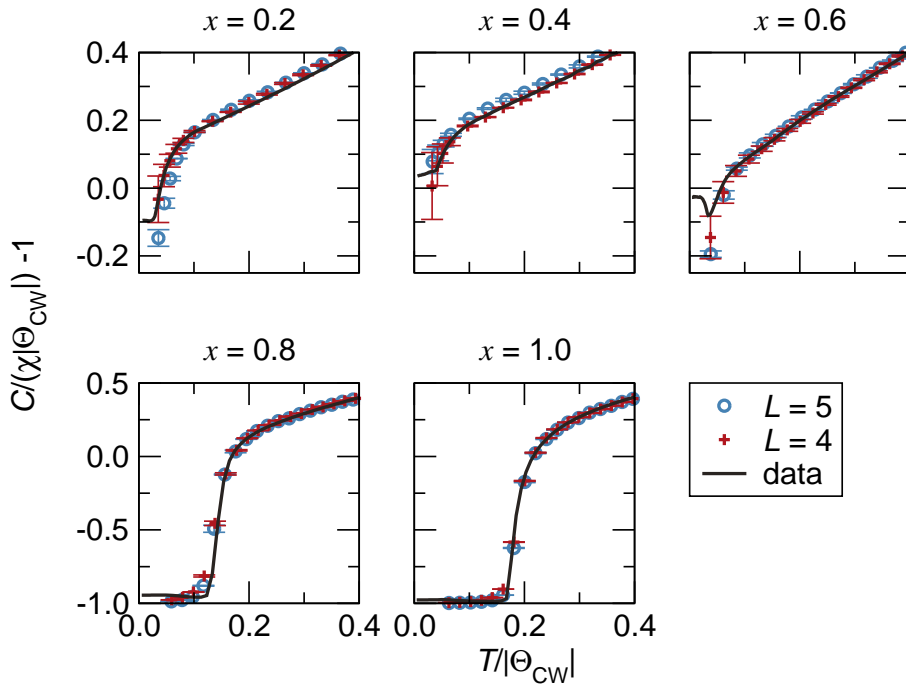 x = 0.2
x = 0.4
x = 0.6
0.4
0.2
0.0
-0.2
C/(χ|Θ_CW|) -1
x = 0.8
x = 1.0
0.5
0.0
-0.5
-1.0
0.0
0.2
0.4
0.0
0.2
0.4
T/|Θ_CW|
L = 5
L = 4
data